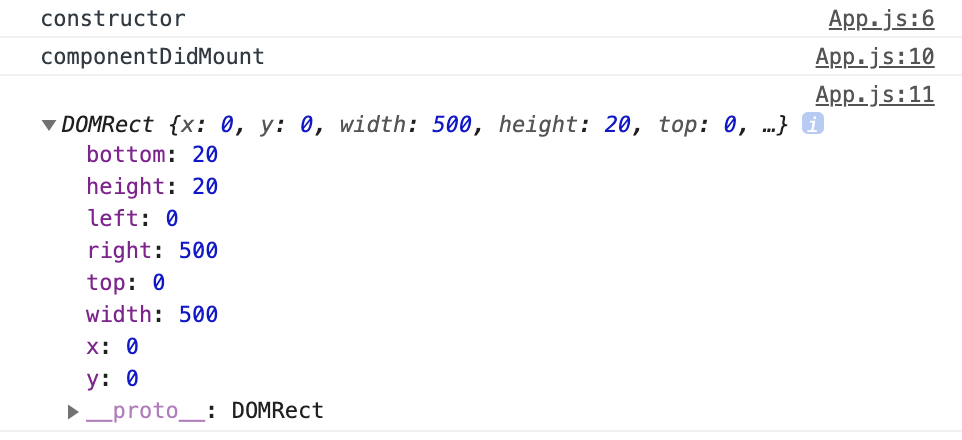 constructor App.js:6
componentDidMount App.js:10
App.js:11
DOMRect {x: 0, y: 0, width: 500, height: 20, top: 0, …} i
bottom: 20
height: 20
left: 0
right: 500
top: 0
width: 500
x: 0
y: 0
__proto__: DOMRect